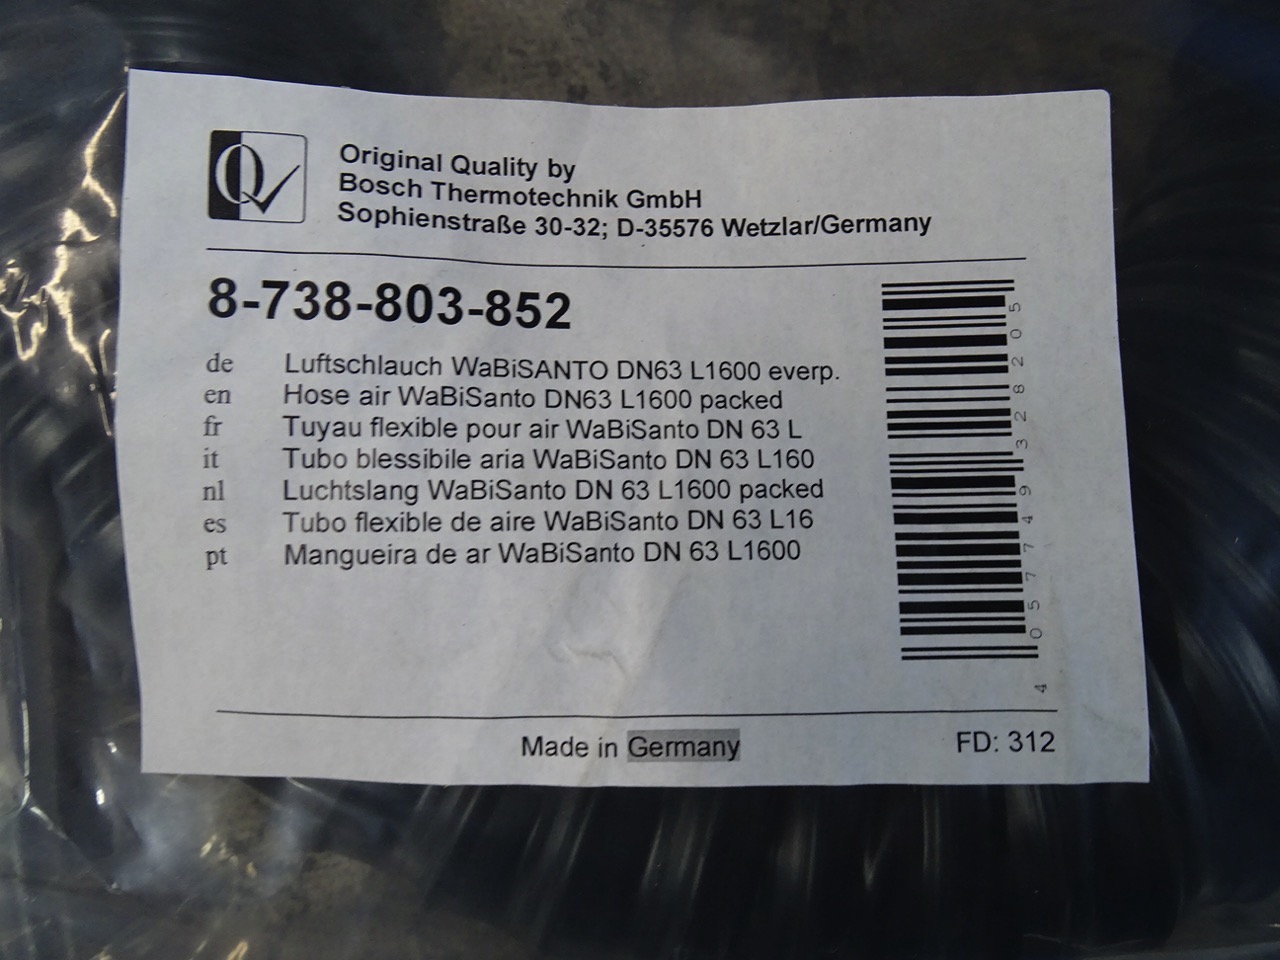 Q
Original Quality by
Bosch Thermotechnik GmbH
Sophienstraße 30-32; D-35576 Wetzlar/Germany
8-738-803-852
de Luftschlauch WaBiSANTO DN63 L1600 everp.
en Hose air WaBiSanto DN63 L1600 packed
fr Tuyau flexible pour air WaBiSanto DN 63 L
it Tubo blessibile aria WaBiSanto DN 63 L160
nl Luchtslang WaBiSanto DN 63 L1600 packed
es Tubo flexible de aire WaBiSanto DN 63 L16
pt Mangueira de ar WaBiSanto DN 63 L1600
4 057749 328205
Made in Germany
FD: 312